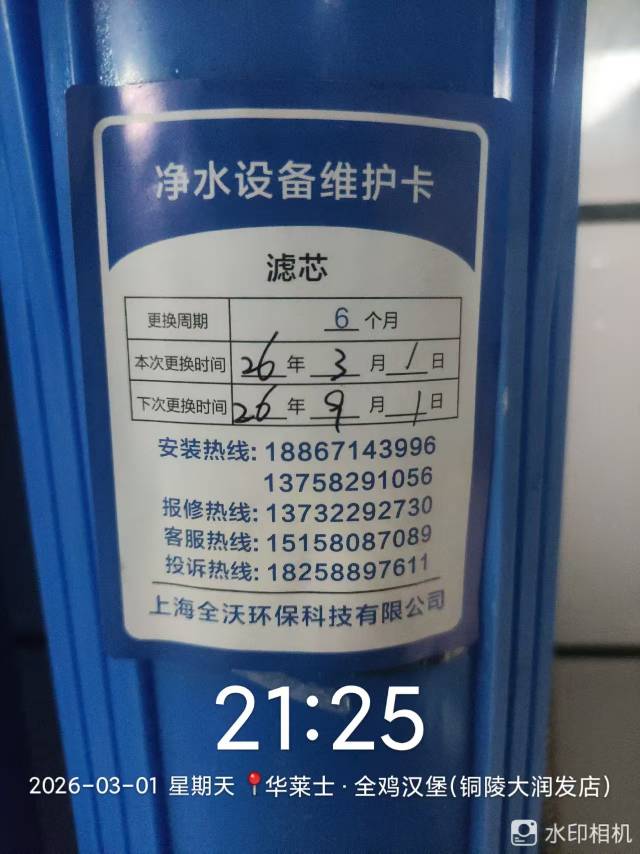 净水设备维护卡
滤芯
更换周期 6 个月
本次更换时间 26 年 3 月 1 日
下次更换时间 26 年 9 月 1 日
安装热线: 18867143996
13758291056
报修热线: 13732292730
客服热线: 15158087089
投诉热线: 18258897611
上海全沃环保科技有限公司
21:25
2026-03-01 星期天 📍华莱士 · 全鸡汉堡(铜陵大润发店)
水印相机